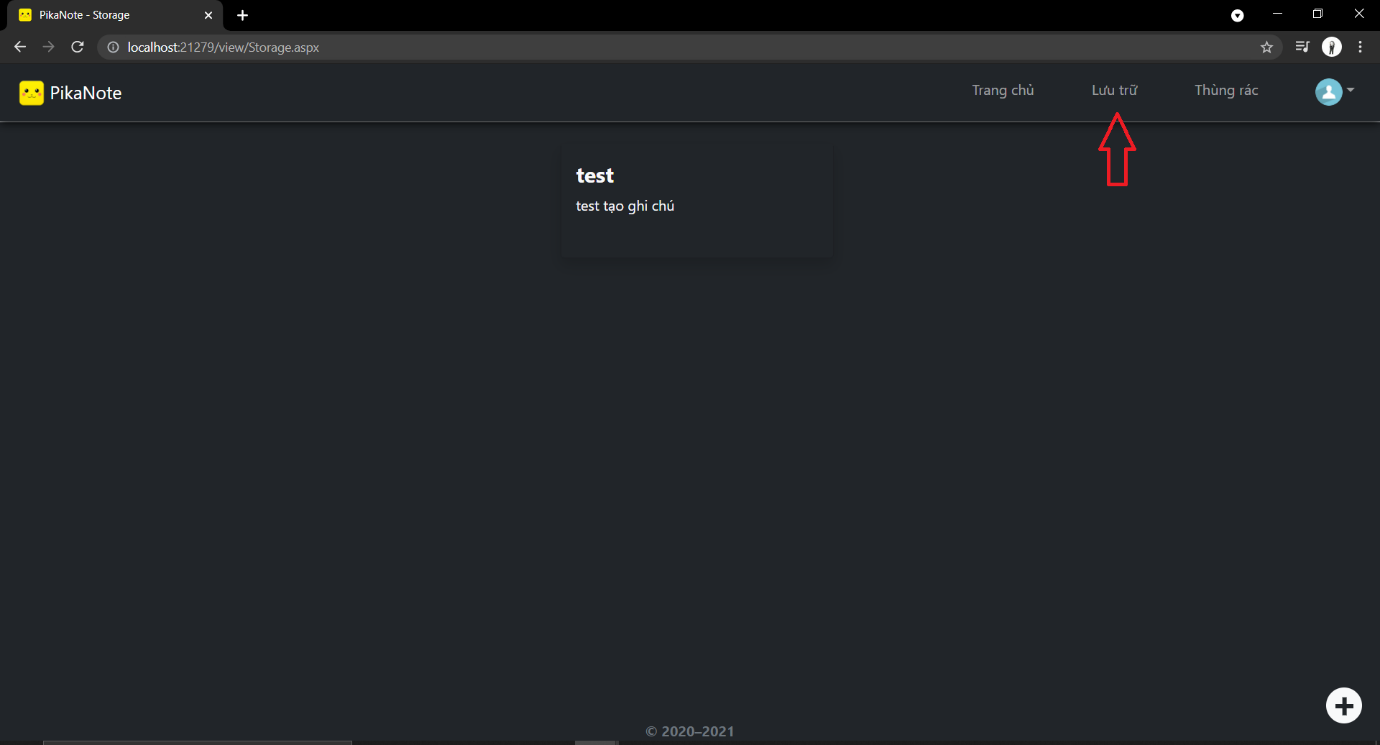 PikaNote - Storage
localhost:21279/view/Storage.aspx
PikaNote
Trang chủ
Lưu trữ
Thùng rác
test
test tạo ghi chú
© 2020–2021